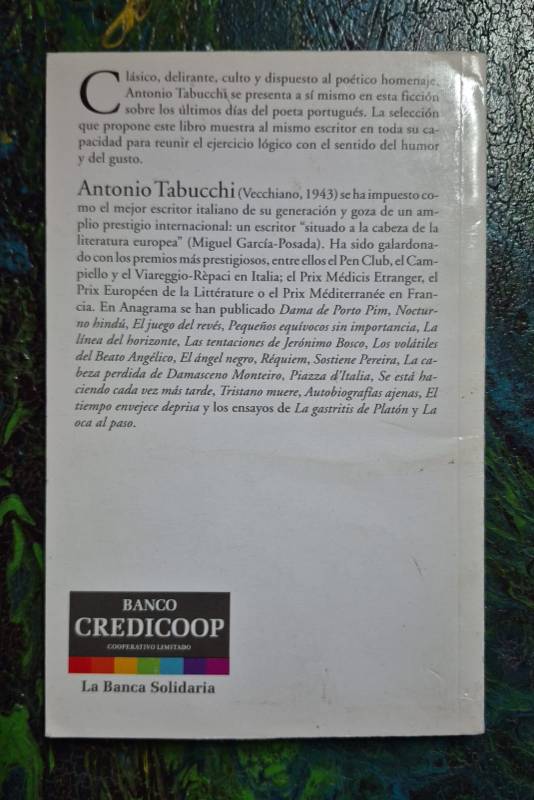 Clásico, delirante, culto y dispuesto al poético homenaje,
Antonio Tabucchi se presenta a sí mismo en esta ficción
sobre los últimos días del poeta portugués. La selección
que propone este libro muestra al mismo escritor en toda su ca-
pacidad para reunir el ejercicio lógico con el sentido del humor
y del gusto.
Antonio Tabucchi (Vecchiano, 1943) se ha impuesto co-
mo el mejor escritor italiano de su generación y goza de un am-
plio prestigio internacional: un escritor "situado a la cabeza de la
literatura europea" (Miguel García-Posada). Ha sido galardona-
do con los premios más prestigiosos, entre ellos el Pen Club, el Cam-
piello y el Viareggio-Rèpaci en Italia; el Prix Médicis Etranger, el
Prix Européen de la Littérature o el Prix Méditerranée en Fran-
cia. En Anagrama se han publicado Dama de Porto Pim, Noctur-
no hindú, El juego del revés, Pequeños equívocos sin importancia, La
línea del horizonte, Las tentaciones de Jerónimo Bosco, Los volátiles
del Beato Angélico, El ángel negro, Réquiem, Sostiene Pereira, La ca-
beza perdida de Damasceno Monteiro, Piazza d'Italia, Se está ha-
ciendo cada vez más tarde, Tristano muere, Autobiografías ajenas, El
tiempo envejece deprisa y los ensayos de La gastritis de Platón y La
oca al paso.
BANCO
CREDICOOP
COOPERATIVO LIMITADO
La Banca Solidaria